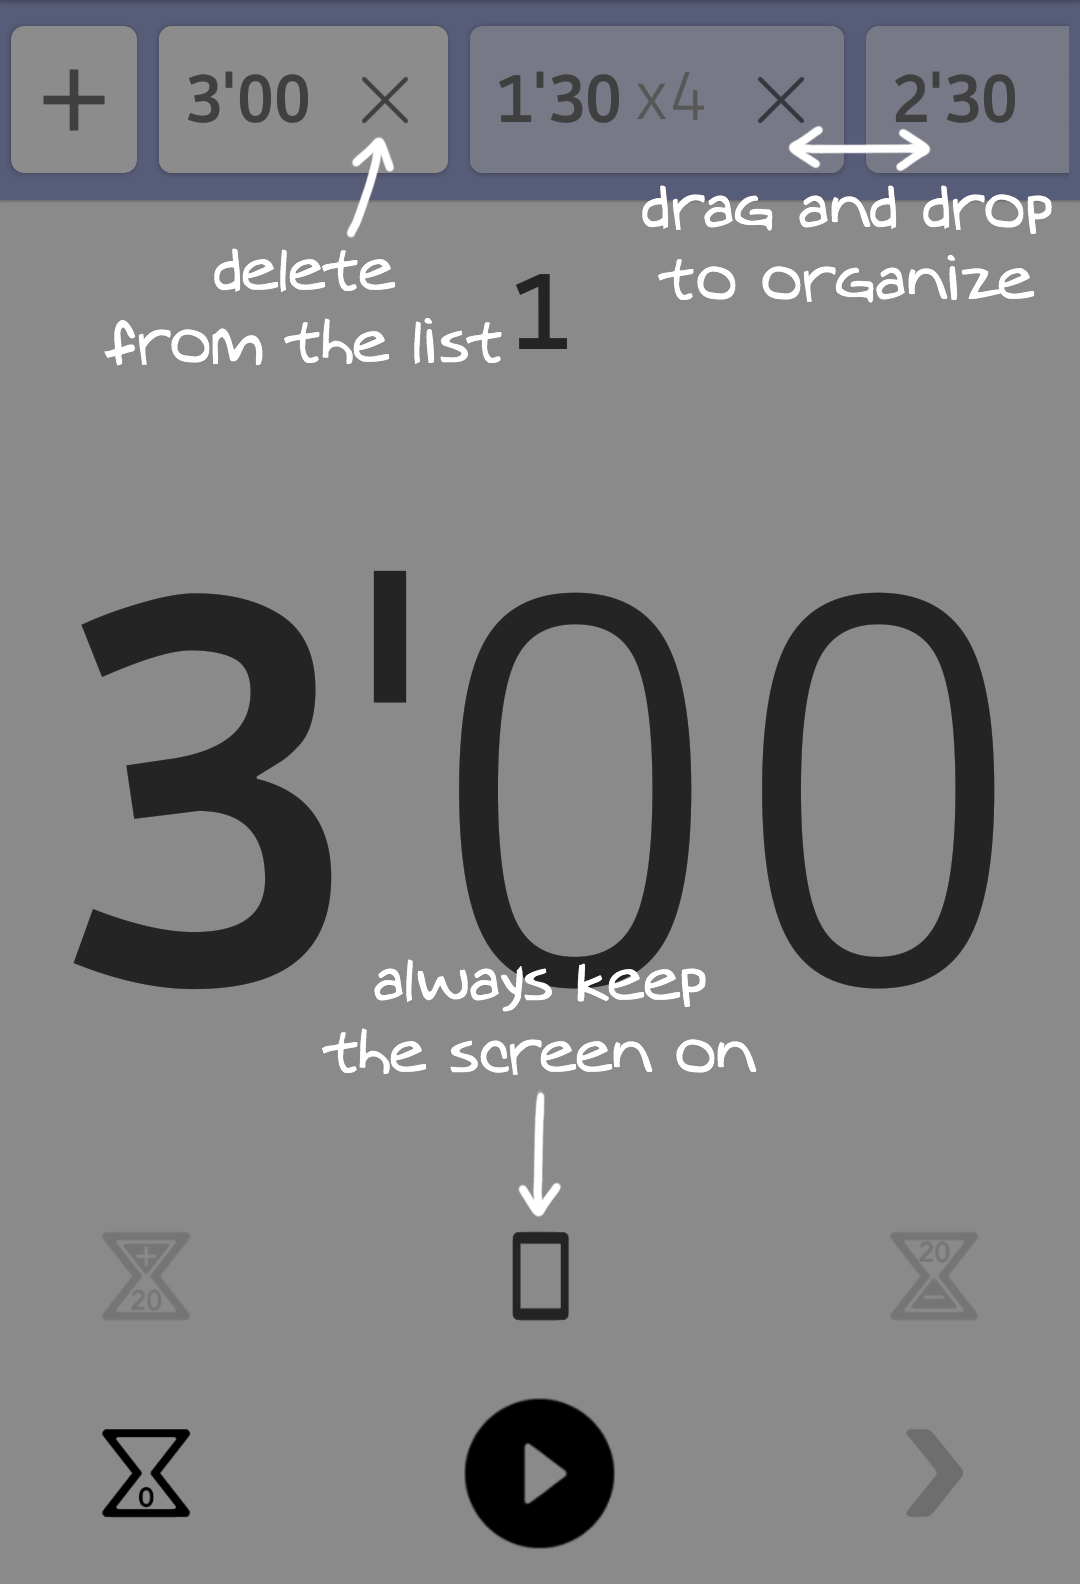 + 3'00 × 1'30 x4 × 2'30
drag and drop
to organize
delete
from the list
1
3'00
always keep
the screen on
+ 20
20 −
0